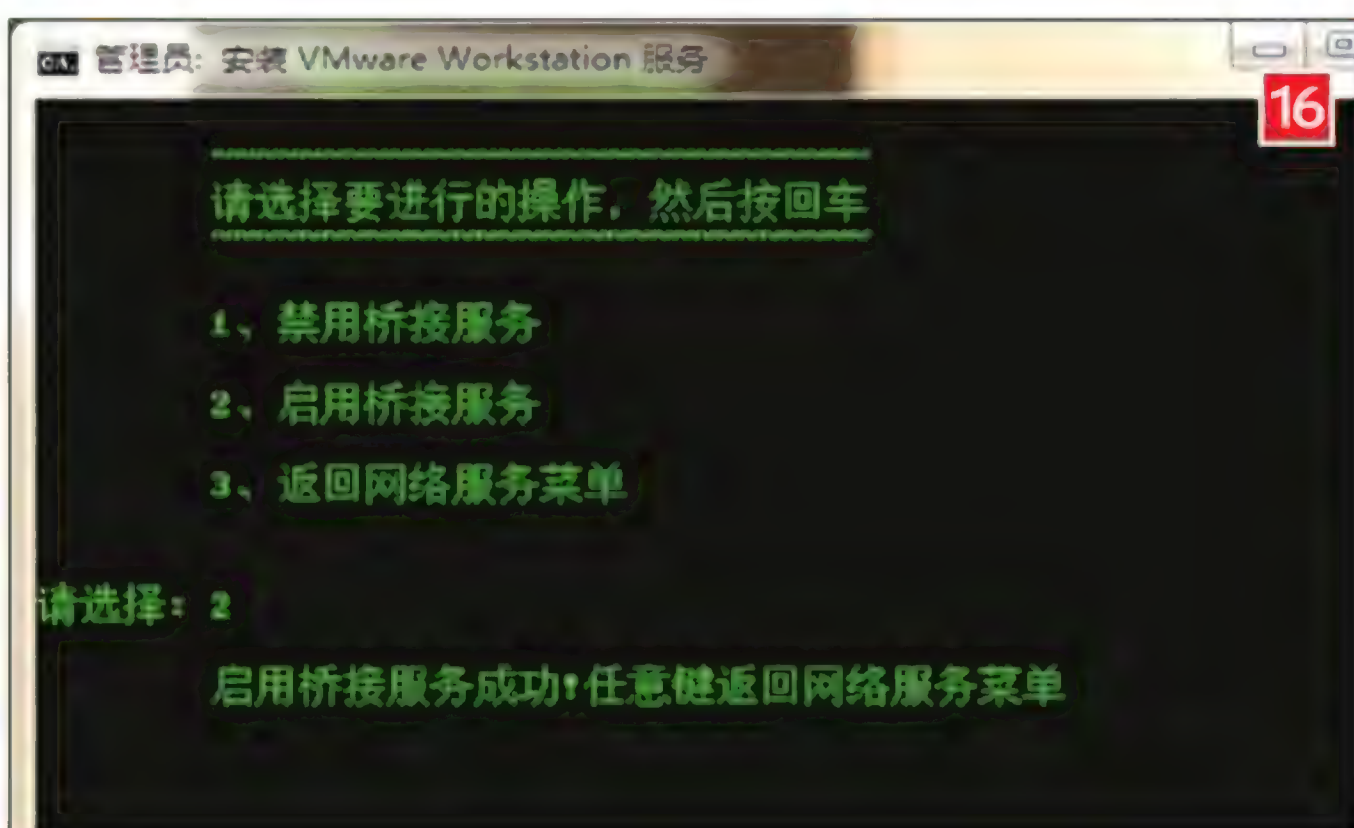 管理员: 安装 VMware Workstation 服务
16
请选择要进行的操作，然后按回车
1、禁用桥接服务
2、启用桥接服务
3、返回网络服务菜单
请选择: 2
启用桥接服务成功!任意健返回网络服务菜单